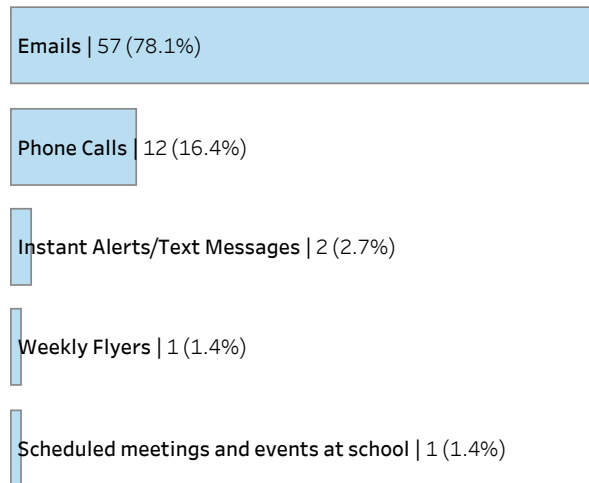 Emails | 57 (78.1%)
Phone Calls | 12 (16.4%)
Instant Alerts/Text Messages | 2 (2.7%)
Weekly Flyers | 1 (1.4%)
Scheduled meetings and events at school | 1 (1.4%)